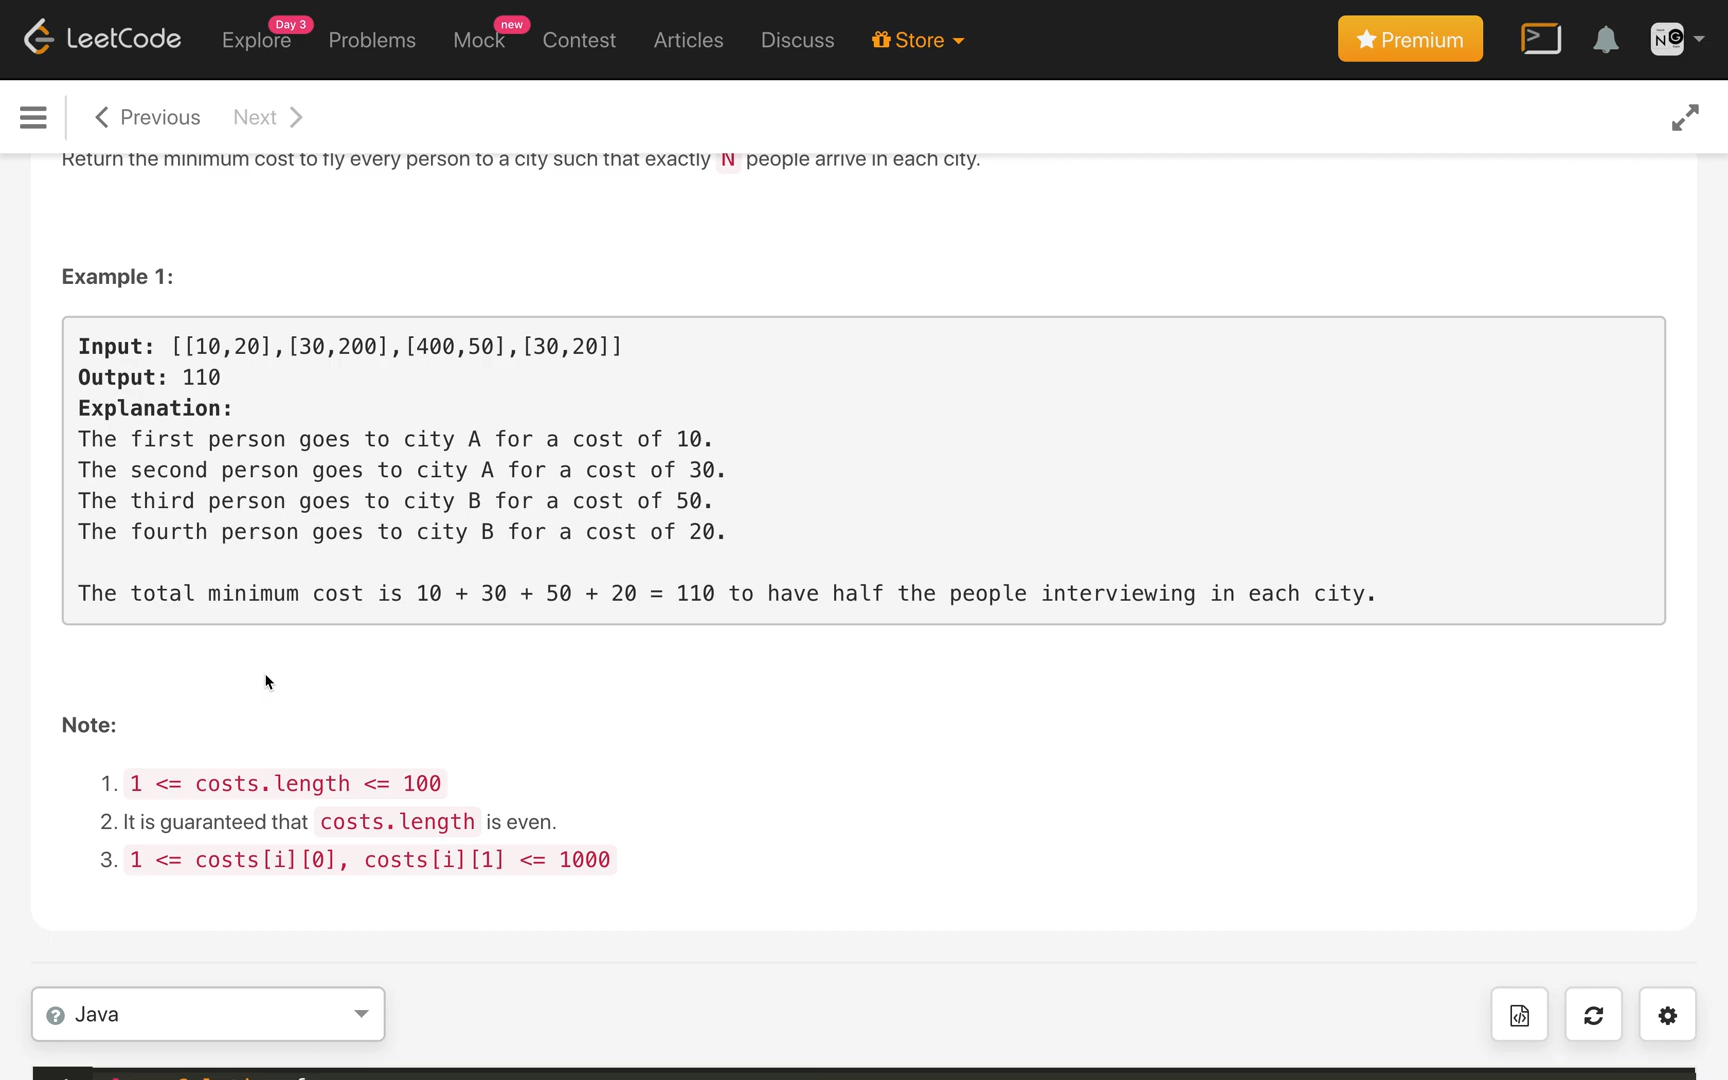 LeetCode Explore Day 3 Problems Mock new Contest Articles Discuss Store Premium
Previous Next
Return the minimum cost to fly every person to a city such that exactly N people arrive in each city.
Example 1:
Input: [[10,20],[30,200],[400,50],[30,20]]
Output: 110
Explanation:
The first person goes to city A for a cost of 10.
The second person goes to city A for a cost of 30.
The third person goes to city B for a cost of 50.
The fourth person goes to city B for a cost of 20.
The total minimum cost is 10 + 30 + 50 + 20 = 110 to have half the people interviewing in each city.
Note:
1. 1 <= costs.length <= 100
2. It is guaranteed that costs.length is even.
3. 1 <= costs[i][0], costs[i][1] <= 1000
Java